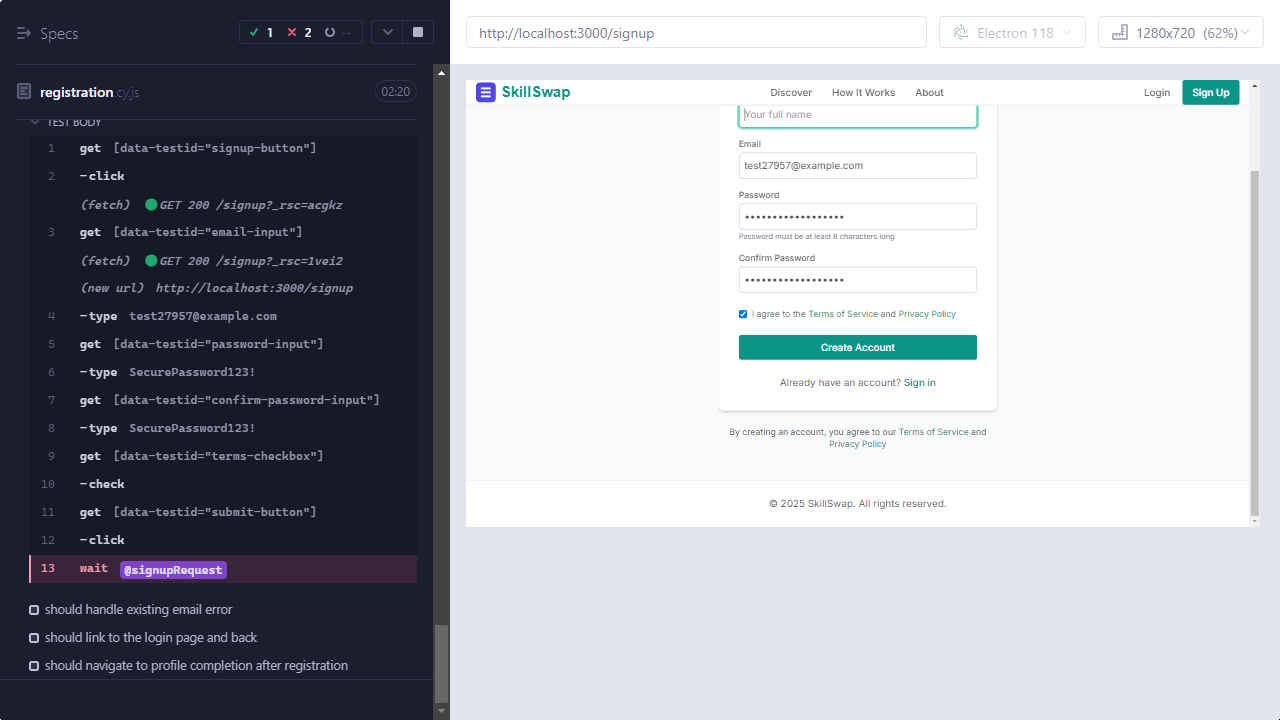 Specs
1
2
--
registration.cy.js
02:20
TEST BODY
1 get [data-testid="signup-button"]
2 -click
(fetch) GET 200 /signup?_rsc=acgkz
3 get [data-testid="email-input"]
(fetch) GET 200 /signup?_rsc=1vei2
(new url) http://localhost:3000/signup
4 -type test27957@example.com
5 get [data-testid="password-input"]
6 -type SecurePassword123!
7 get [data-testid="confirm-password-input"]
8 -type SecurePassword123!
9 get [data-testid="terms-checkbox"]
10 -check
11 get [data-testid="submit-button"]
12 -click
13 wait @signupRequest
should handle existing email error
should link to the login page and back
should navigate to profile completion after registration
http://localhost:3000/signup
Electron 118
1280x720 (62%)
SkillSwap
Discover
How It Works
About
Login
Sign Up
Your full name
Email
test27957@example.com
Password
••••••••••••••••••
Password must be at least 8 characters long
Confirm Password
••••••••••••••••••
I agree to the Terms of Service and Privacy Policy
Create Account
Already have an account? Sign in
By creating an account, you agree to our Terms of Service and
Privacy Policy
© 2025 SkillSwap. All rights reserved.